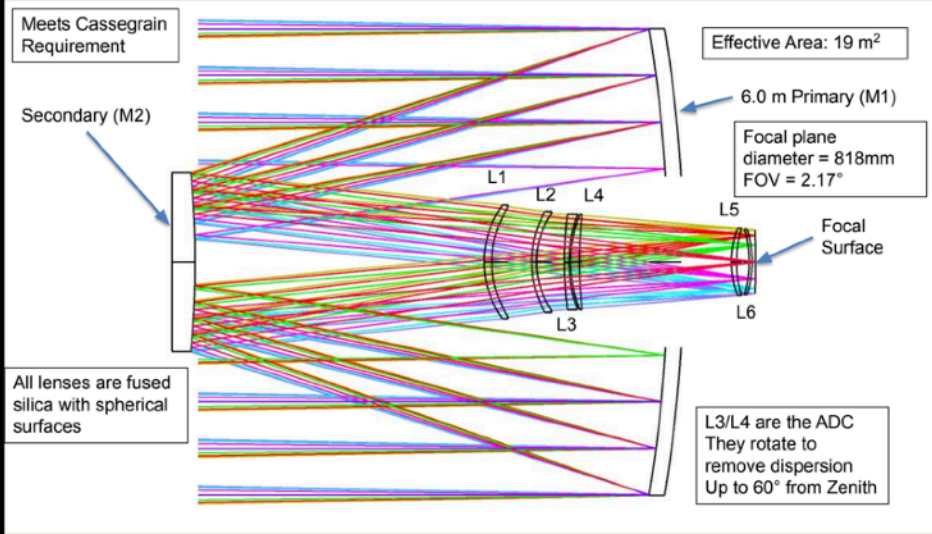 Meets Cassegrain
Requirement
Effective Area: 19 m²
Secondary (M2)
6.0 m Primary (M1)
Focal plane
diameter = 818mm
FOV = 2.17°
L1
L2
L4
L5
Focal
Surface
L3
L6
All lenses are fused
silica with spherical
surfaces
L3/L4 are the ADC
They rotate to
remove dispersion
Up to 60° from Zenith